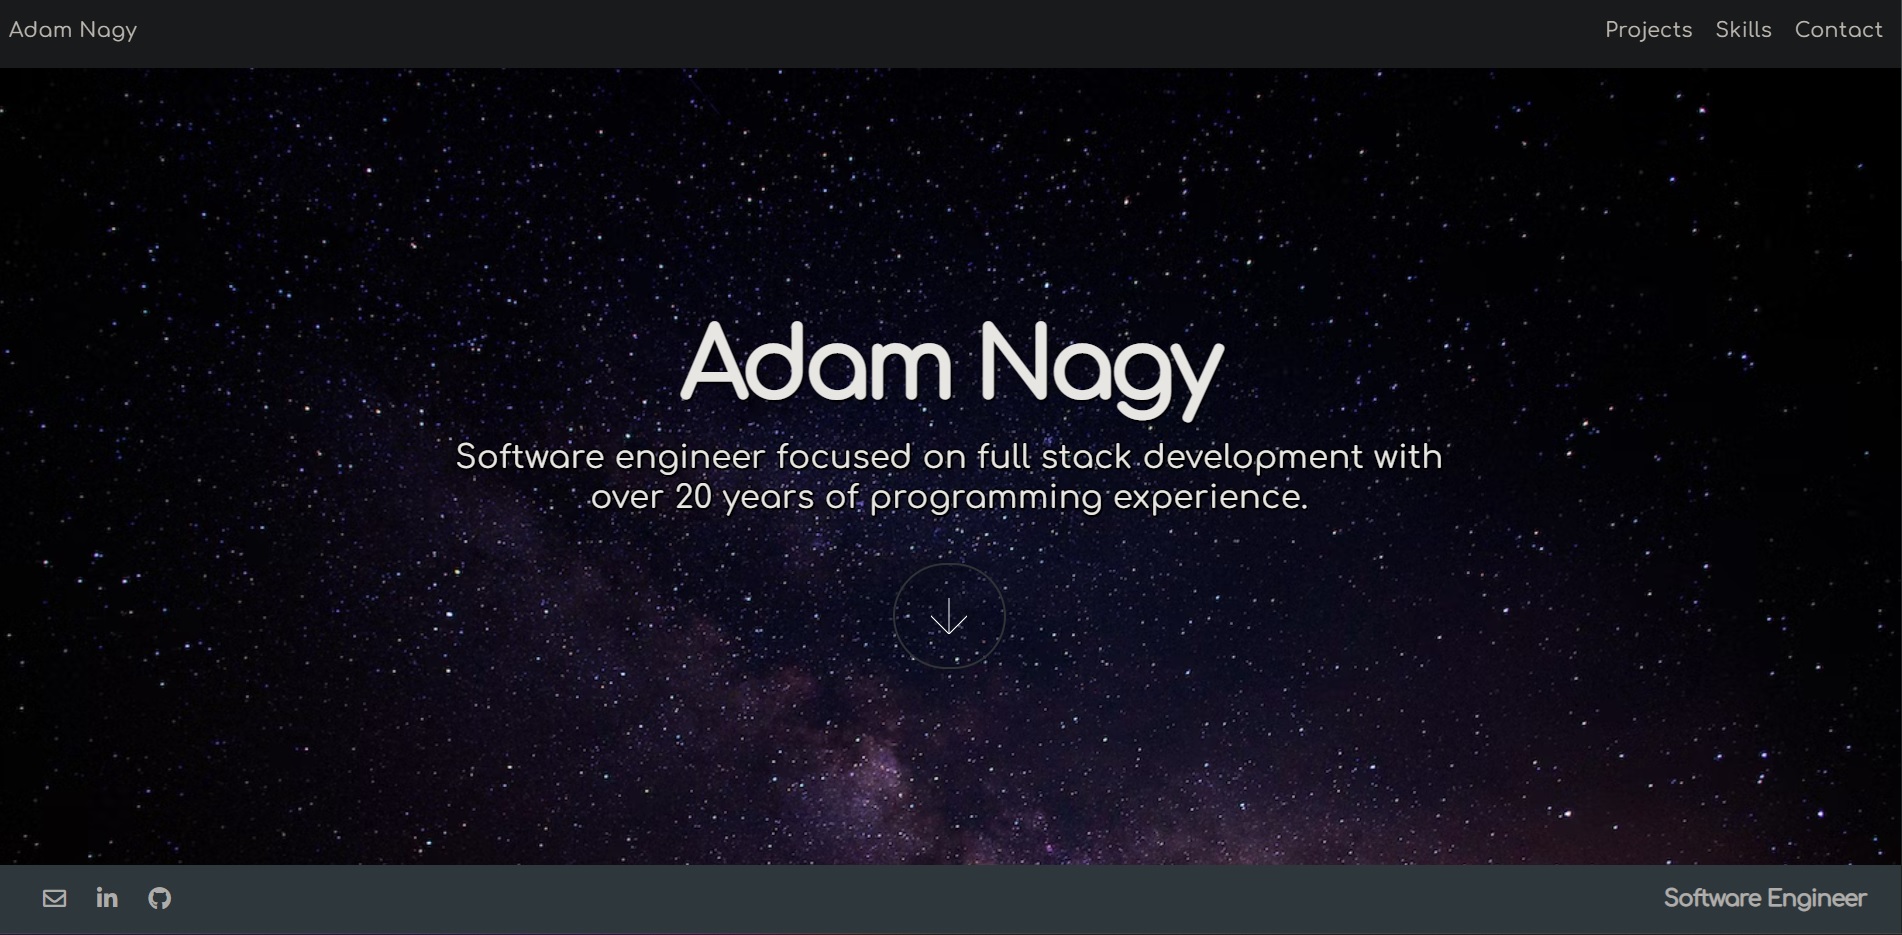 Adam Nagy
Projects Skills Contact
Adam Nagy
Software engineer focused on full stack development with
over 20 years of programming experience.
in
Software Engineer